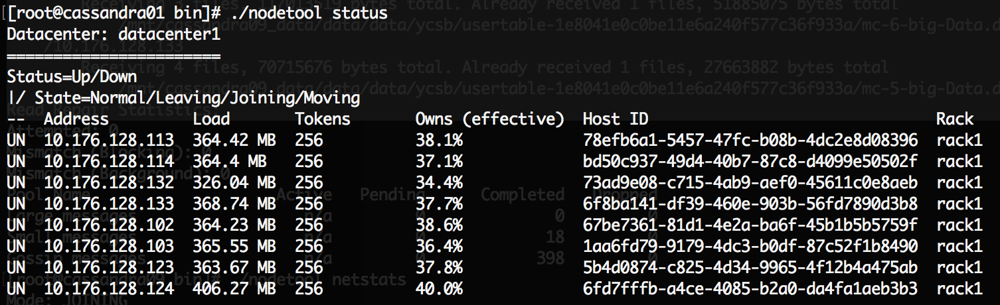 [root@cassandra01 bin]# ./nodetool status
Datacenter: datacenter1
=======================
Status=Up/Down
|/ State=Normal/Leaving/Joining/Moving
--  Address         Load       Tokens       Owns (effective)  Host ID                               Rack
UN  10.176.128.113  364.42 MB  256          38.1%             78efb6a1-5457-47fc-b08b-4dc2e8d08396  rack1
UN  10.176.128.114  364.4 MB   256          37.1%             bd50c937-49d4-40b7-87c8-d4099e50502f  rack1
UN  10.176.128.132  326.04 MB  256          34.4%             73ad9e08-c715-4ab9-aef0-45611c0e8aeb  rack1
UN  10.176.128.133  368.74 MB  256          37.7%             6f8ba141-df39-460e-903b-56fd7890d3b8  rack1
UN  10.176.128.102  364.23 MB  256          38.6%             67be7361-81d1-4e2a-ba6f-45b1b5b5759f  rack1
UN  10.176.128.103  365.55 MB  256          36.4%             1aa6fd79-9179-4dc3-b0df-87c52f1b8490  rack1
UN  10.176.128.123  363.67 MB  256          37.8%             5b4d0874-c825-4d34-9965-4f12b4a475ab  rack1
UN  10.176.128.124  406.27 MB  256          40.0%             6fd7fffb-a4ce-4085-b2a0-da4fa1aeb3b3  rack1